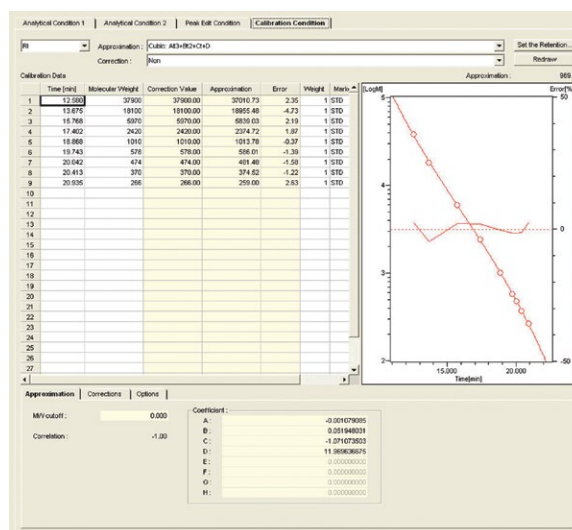 Analytical Condition 1 Analytical Condition 2 Peak Edit Condition Calibration Condition
RI Approximation : Cubic: At3+Bt2+Ct+D Set the Retention...
Correction : Non Redraw
Calibration Data Approximation : 969.
Time [min] Molecular Weight Correction Value Approximation Error Weight [LogM] Error[%
1 12.580 37900 37900.00 37010.73 2.35 1 STD
2 13.675 18100 18100.00 18955.48 -4.73 1 STD
3 15.768 5970 5970.00 5839.03 2.19 1 STD
4 17.402 2420 2420.00 2374.72 1.87 1 STD
5 18.868 1010 1010.00 1013.78 -0.37 1 STD
6 19.743 578 578.00 586.01 -1.39 1 STD
7 20.042 474 474.00 481.48 -1.58 1 STD
8 20.413 370 370.00 374.52 -1.22 1 STD
9 20.935 266 266.00 259.00 2.63 1 STD
10
11
12
13
14
15
16
17
18
19
20
21
22
23
24
25
26
27
5 50
4
0
3
2 -50
15.000 20.000
Time[min]
Approximation Corrections Options
MW cutoff : 0.000
Correlation : -1.00
Coefficient :
A : -0.001079085
B : 0.051946031
C : -1.071073503
D : 11.969636675
E : 0.000000000
F : 0.000000000
G : 0.000000000
H : 0.000000000